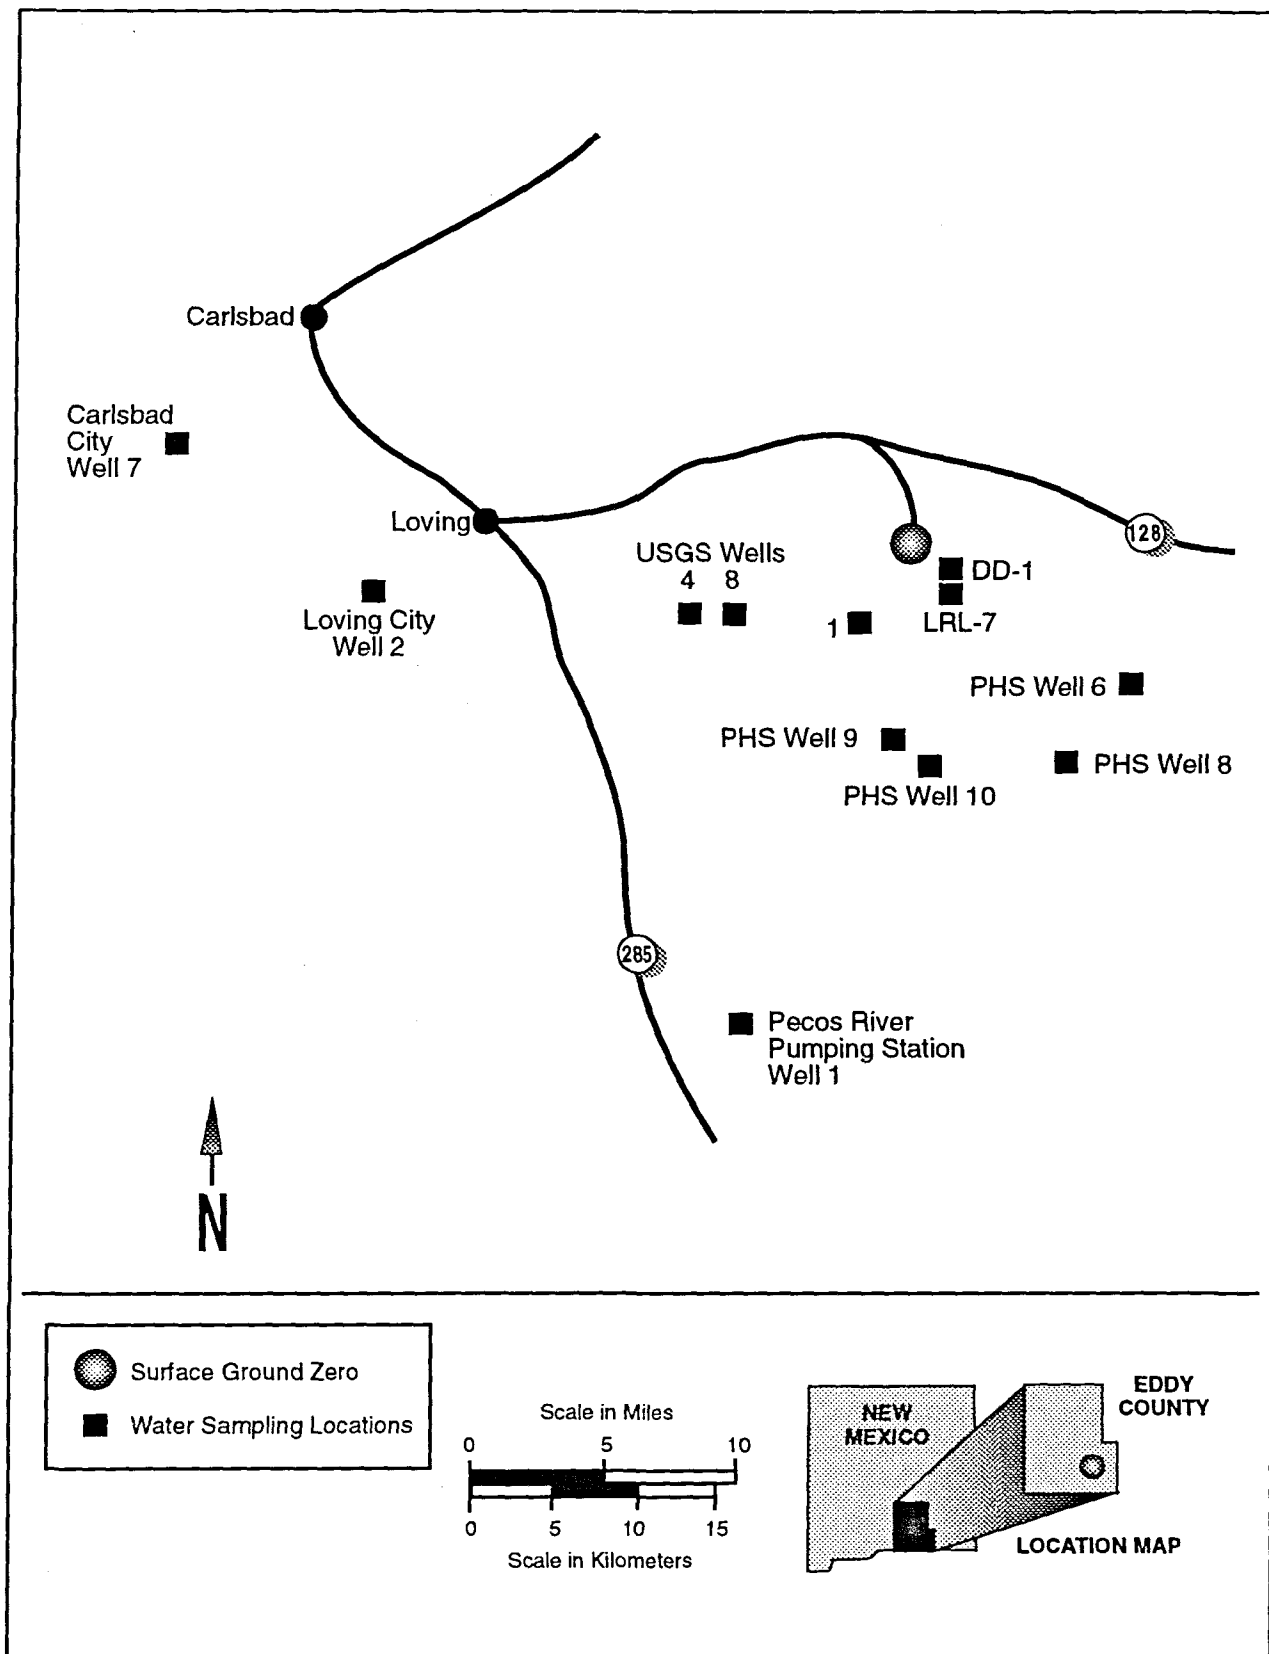 Carlsbad
Carlsbad
City
Well 7
Loving
128
USGS Wells
4 8
DD-1
Loving City
Well 2
1
LRL-7
PHS Well 6
PHS Well 9
PHS Well 8
PHS Well 10
285
Pecos River
Pumping Station
Well 1
N
Surface Ground Zero
Water Sampling Locations
Scale in Miles
0 5 10
0 5 10 15
Scale in Kilometers
NEW
MEXICO
EDDY
COUNTY
LOCATION MAP